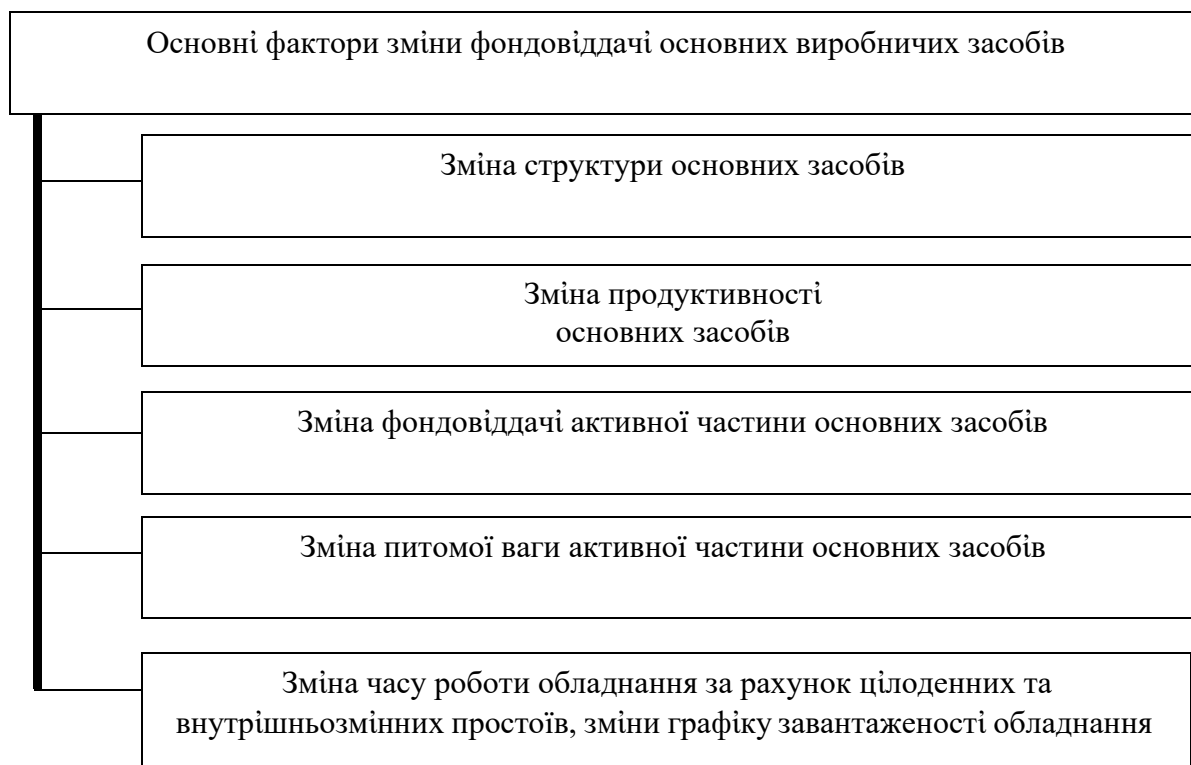 Основні фактори зміни фондовіддачі основних виробничих засобів
Зміна структури основних засобів
Зміна продуктивності
основних засобів
Зміна фондовіддачі активної частини основних засобів
Зміна питомої ваги активної частини основних засобів
Зміна часу роботи обладнання за рахунок цілоденних та
внутрішньозмінних простоїв, зміни графіку завантаженості обладнання